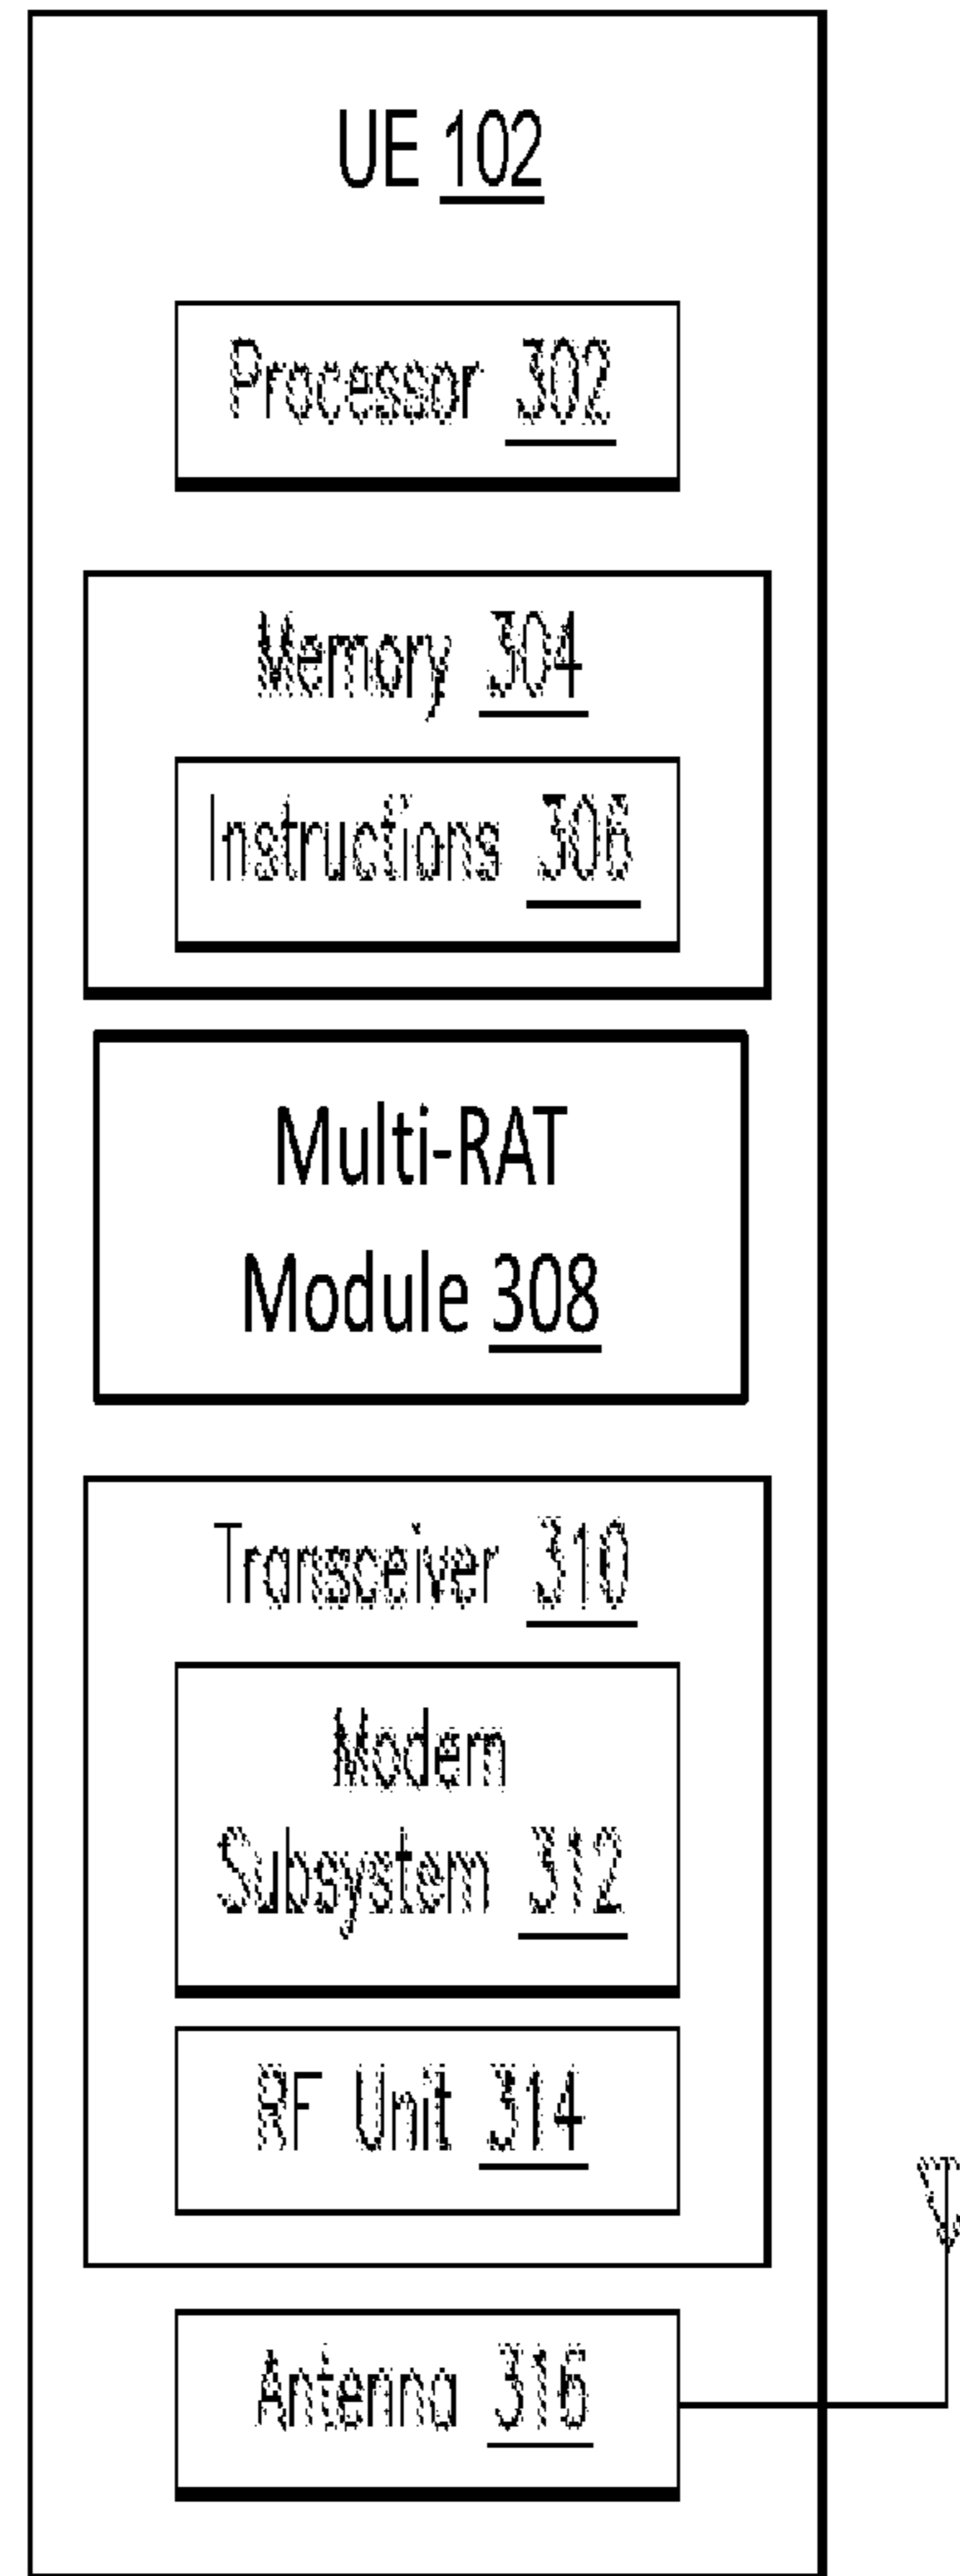 UE 102
Processor 302
Memory 304
Instructions 306
Multi-RAT
Module 308
Transceiver 310
Modem
Subsystem 312
RF Unit 314
Antenna 316